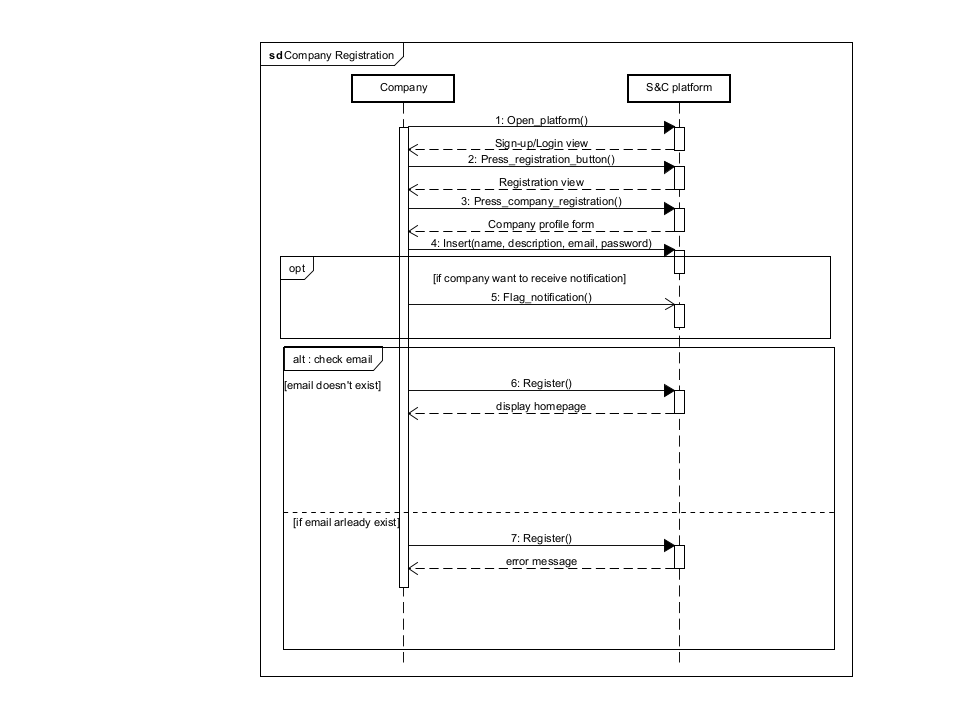 sd Company Registration
Company
S&C platform
1: Open_platform()
Sign-up/Login view
2: Press_registration_button()
Registration view
3: Press_company_registration()
Company profile form
4: Insert(name, description, email, password)
opt
[if company want to receive notification]
5: Flag_notification()
alt : check email
[email doesn't exist]
6: Register()
display homepage
[if email arleady exist]
7: Register()
error message